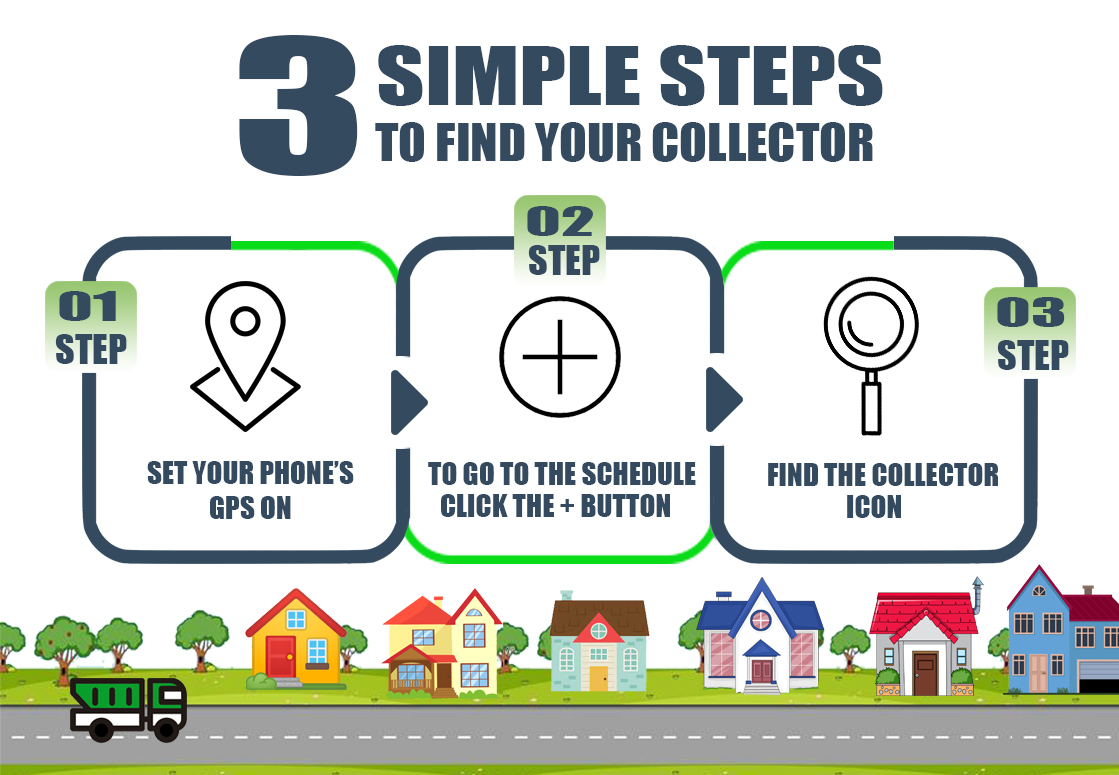 3 SIMPLE STEPS
TO FIND YOUR COLLECTOR
01
STEP
SET YOUR PHONE'S
GPS ON
02
STEP
TO GO TO THE SCHEDULE
CLICK THE + BUTTON
03
STEP
FIND THE COLLECTOR
ICON